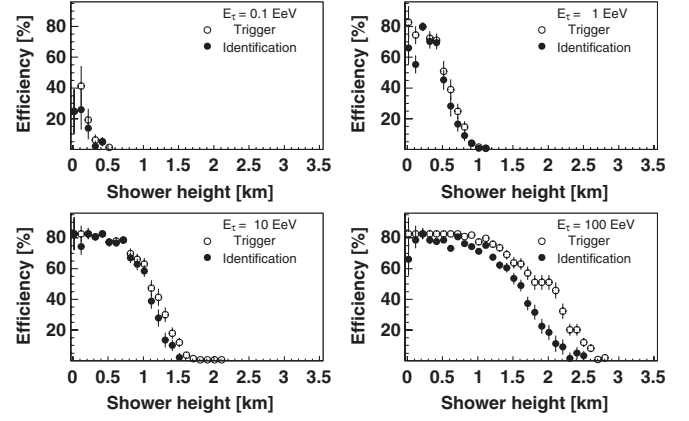 Efficiency [%]
80
60
40
20
0
0.5
1
1.5
2
2.5
3
3.5
Shower height [km]
Eτ = 0.1 EeV
Trigger
Identification
Efficiency [%]
80
60
40
20
0
0.5
1
1.5
2
2.5
3
3.5
Shower height [km]
Eτ = 1 EeV
Trigger
Identification
Efficiency [%]
80
60
40
20
0
0.5
1
1.5
2
2.5
3
3.5
Shower height [km]
Eτ = 10 EeV
Trigger
Identification
Efficiency [%]
80
60
40
20
0
0.5
1
1.5
2
2.5
3
3.5
Shower height [km]
Eτ = 100 EeV
Trigger
Identification